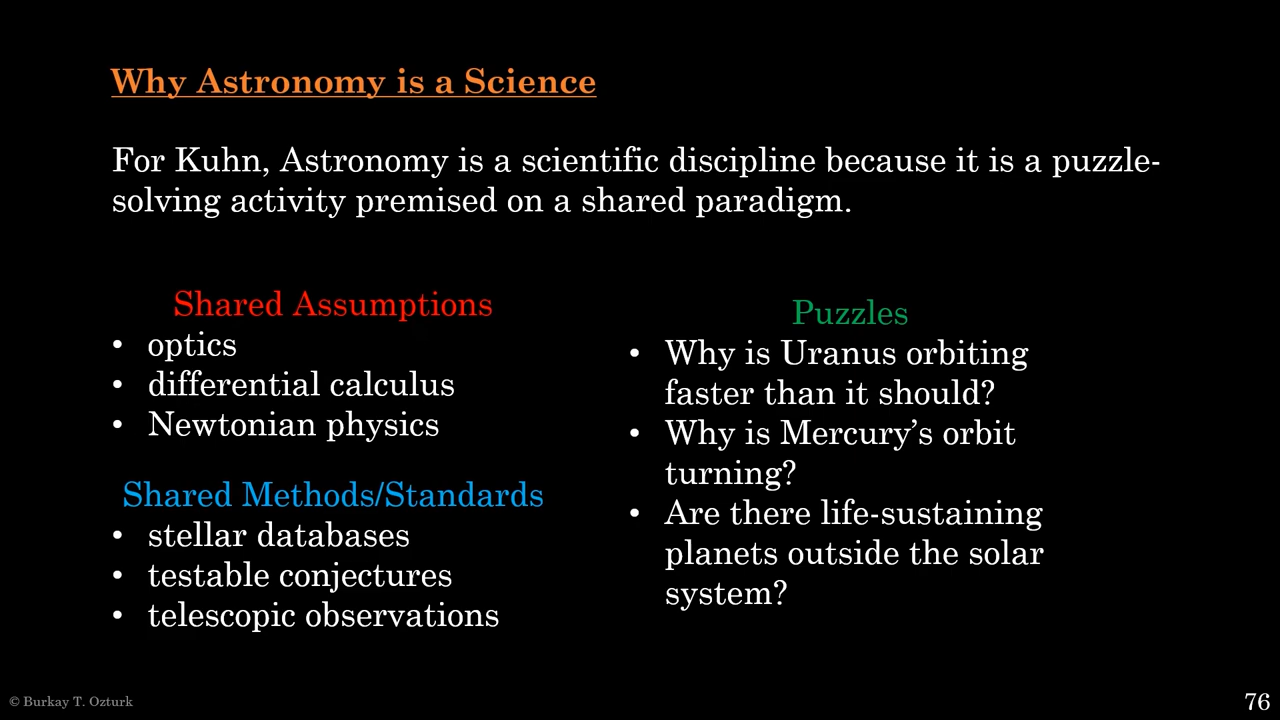 Why Astronomy is a Science
For Kuhn, Astronomy is a scientific discipline because it is a puzzle-
solving activity premised on a shared paradigm.
Shared Assumptions
• optics
• differential calculus
• Newtonian physics
Shared Methods/Standards
• stellar databases
• testable conjectures
• telescopic observations
Puzzles
• Why is Uranus orbiting
faster than it should?
• Why is Mercury’s orbit
turning?
• Are there life-sustaining
planets outside the solar
system?
© Burkay T. Ozturk
76